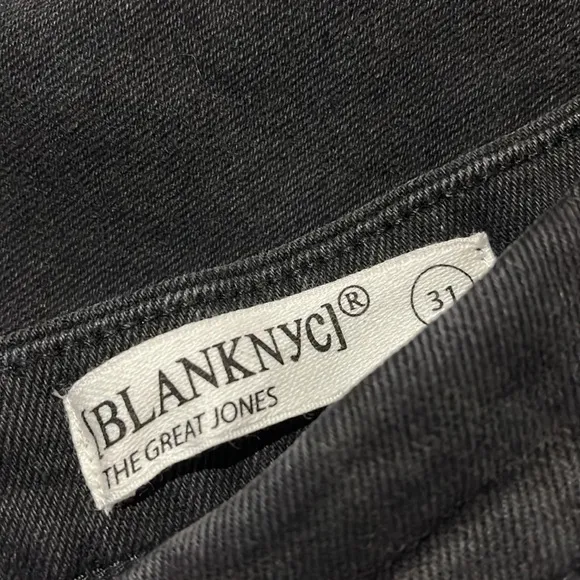 [BLANKNYC]®
THE GREAT JONES
31